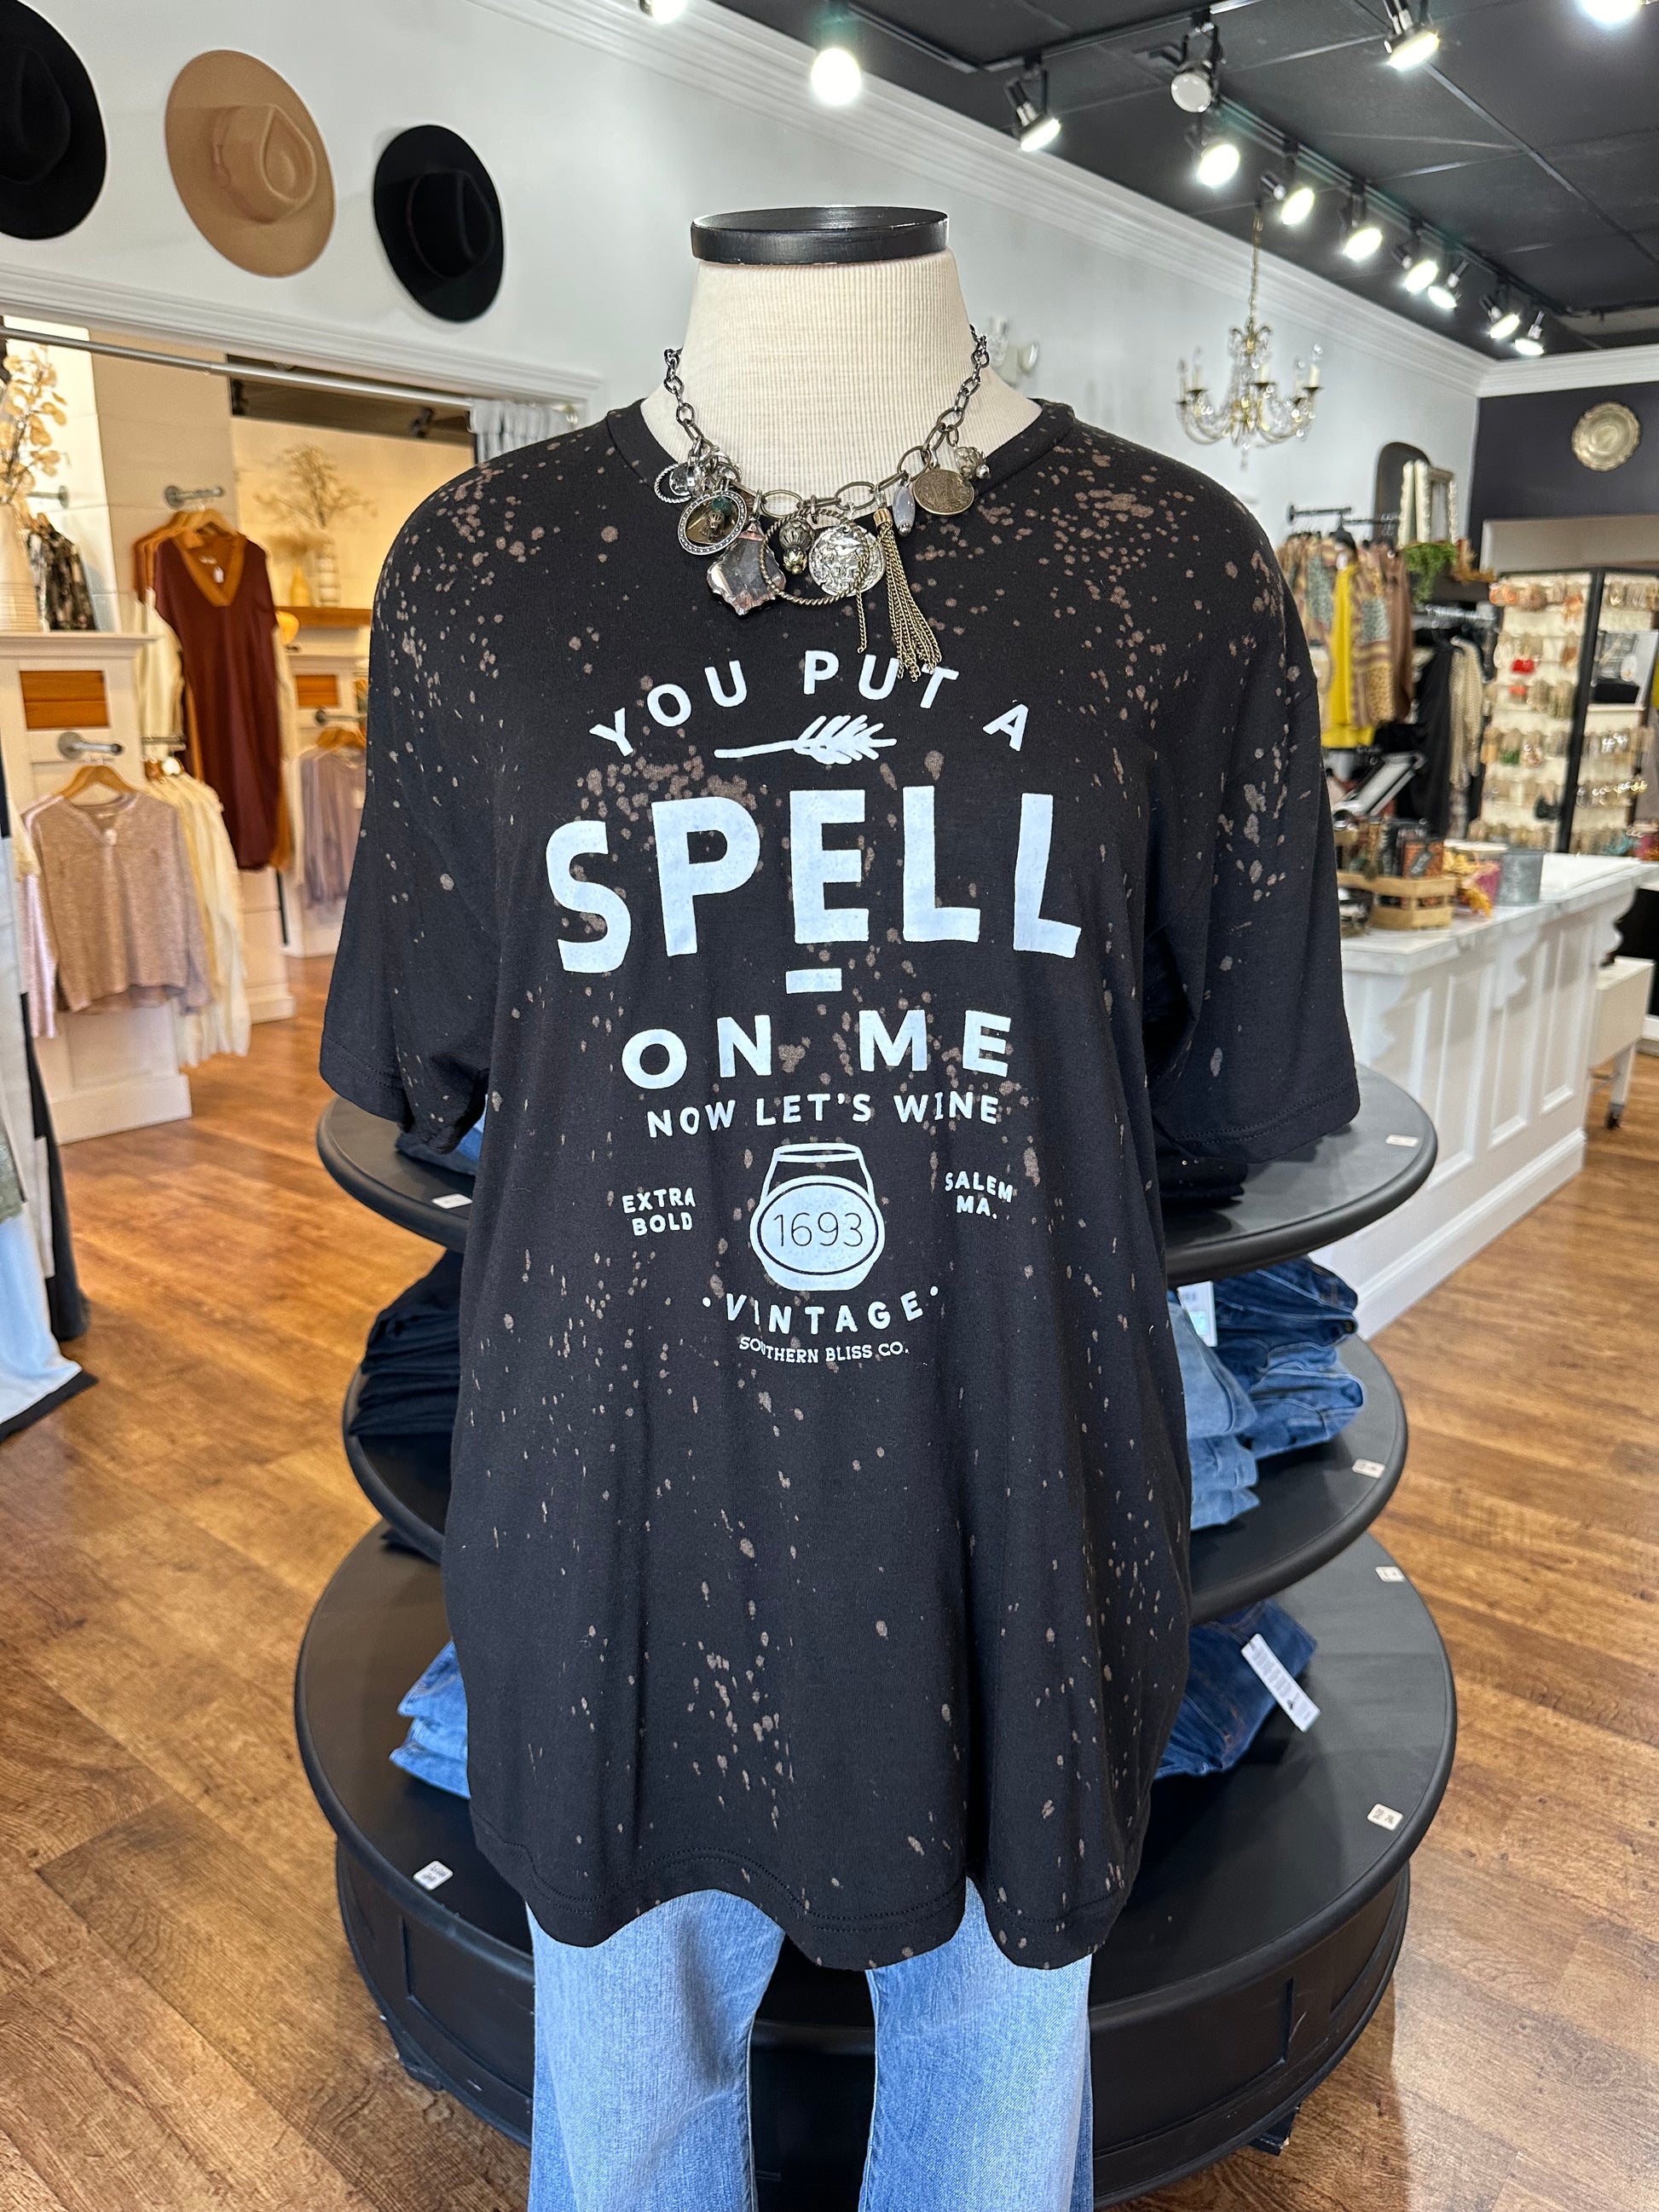 YOU PUT A
SPELL
ON ME
NOW LET'S WINE
EXTRA
BOLD
1693
SALEM
MA.
•VINTAGE•
SOUTHERN BLISS CO.